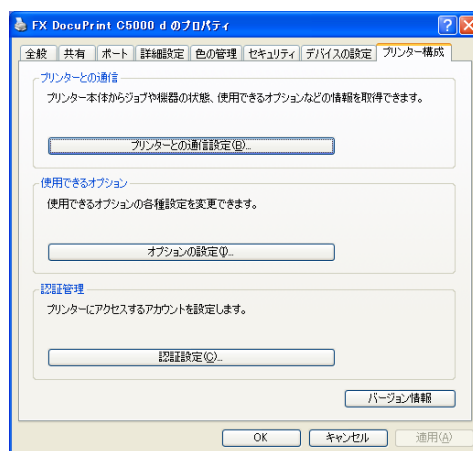 FX DocuPrint C5000 d のプロパティ
全般 共有 ポート 詳細設定 色の管理 セキュリティ デバイスの設定 プリンター構成
プリンターとの通信
プリンター本体からジョブや機器の状態、使用できるオプションなどの情報を取得できます。
プリンターとの通信設定(B)...
使用できるオプション
使用できるオプションの各種設定を変更できます。
オプションの設定(I)...
認証管理
プリンターにアクセスするアカウントを設定します。
認証設定(C)...
バージョン情報
OK キャンセル 適用(A)